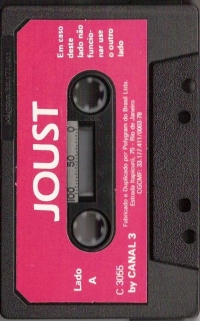 JOUST
Em caso
deste
lado não
funcio-
nar use
o outro
lado
100 50 0
Fabricado e Duplicado por: Polygram do Brasil Ltda.
Estrada Itapicuru, 75 - Rio de Janeiro
Lado
A
C 3055
by CANAL 3